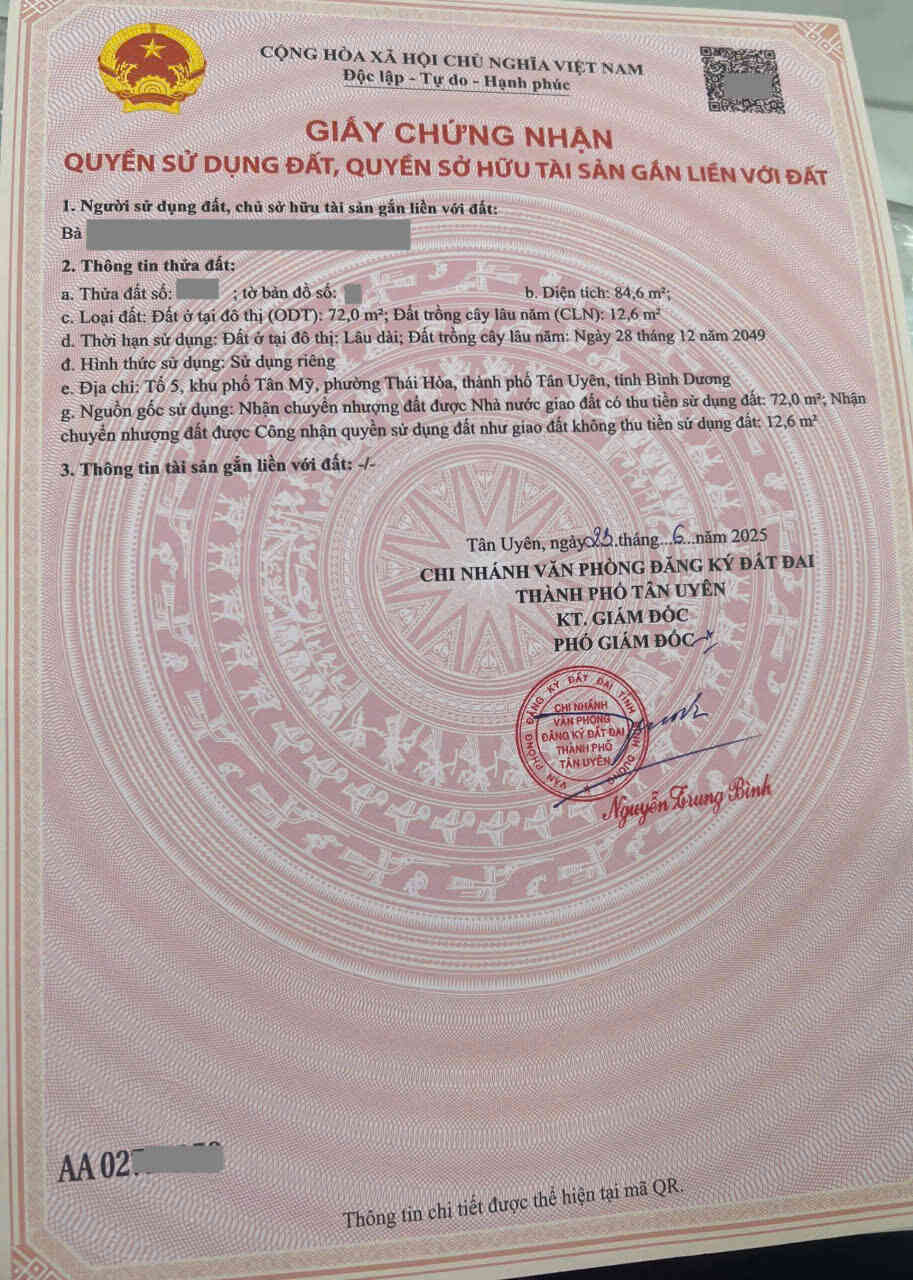 CỘNG HÒA XÃ HỘI CHỦ NGHĨA VIỆT NAM
Độc lập - Tự do - Hạnh phúc
GIẤY CHỨNG NHẬN
QUYỀN SỬ DỤNG ĐẤT, QUYỀN SỞ HỮU TÀI SẢN GẮN LIỀN VỚI ĐẤT
1. Người sử dụng đất, chủ sở hữu tài sản gắn liền với đất:
Bà
2. Thông tin thửa đất:
a. Thửa đất số: ; tờ bản đồ số: b. Diện tích: 84,6 m²;
c. Loại đất: Đất ở tại đô thị (ODT): 72,0 m²; Đất trồng cây lâu năm (CLN): 12,6 m²
d. Thời hạn sử dụng: Đất ở tại đô thị: Lâu dài; Đất trồng cây lâu năm: Ngày 28 tháng 12 năm 2049
đ. Hình thức sử dụng: Sử dụng riêng
e. Địa chỉ: Tổ 5, khu phố Tân Mỹ, phường Thái Hòa, thành phố Tân Uyên, tỉnh Bình Dương
g. Nguồn gốc sử dụng: Nhận chuyển nhượng đất được Nhà nước giao đất có thu tiền sử dụng đất: 72,0 m²; Nhận
chuyển nhượng đất được Công nhận quyền sử dụng đất như giao đất không thu tiền sử dụng đất: 12,6 m²
3. Thông tin tài sản gắn liền với đất: -/-
Tân Uyên, ngày 23 tháng...6...năm 2025
CHI NHÁNH VĂN PHÒNG ĐĂNG KÝ ĐẤT ĐAI
THÀNH PHỐ TÂN UYÊN
KT. GIÁM ĐỐC
PHÓ GIÁM ĐỐC
VĂN PHÒNG ĐĂNG KÝ ĐẤT ĐAI TỈNH BÌNH DƯƠNG
CHI NHÁNH
VĂN PHÒNG
ĐĂNG KÝ ĐẤT ĐAI
THÀNH PHỐ
TÂN UYÊN
Nguyễn Trung Bình
AA 02
Thông tin chi tiết được thể hiện tại mã QR.